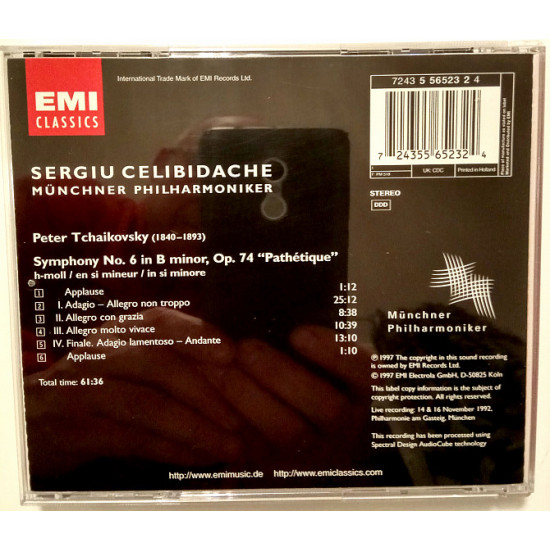 International Trade Mark of EMI Records Ltd.
EMI
CLASSICS
7243 5 56523 2 4
7 24355 65232 4
UK: CDC
Printed in Holland
SERGIU CELIBIDACHE
MÜNCHNER PHILHARMONIKER
STEREO
DDD
Peter Tchaikovsky (1840–1893)
Symphony No. 6 in B minor, Op. 74 “Pathétique”
h-moll / en si mineur / in si minore
1 Applause 1:12
2 I. Adagio – Allegro non troppo 25:12
3 II. Allegro con grazia 8:38
4 III. Allegro molto vivace 10:39
5 IV. Finale. Adagio lamentoso – Andante 13:10
6 Applause 1:10
Total time: 61:36
Münchner
Philharmoniker
℗ 1997 The copyright in this sound recording
is owned by EMI Records Ltd.
© 1997 EMI Electrola GmbH, D-50825 Köln
This label copy information is the subject of
copyright protection. All rights reserved.
Live recording: 14 & 16 November 1992,
Philharmonie am Gasteig, München
This recording has been processed using
Spectral Design AudioCube technology
http://www.emimusic.de http://www.emiclassics.com